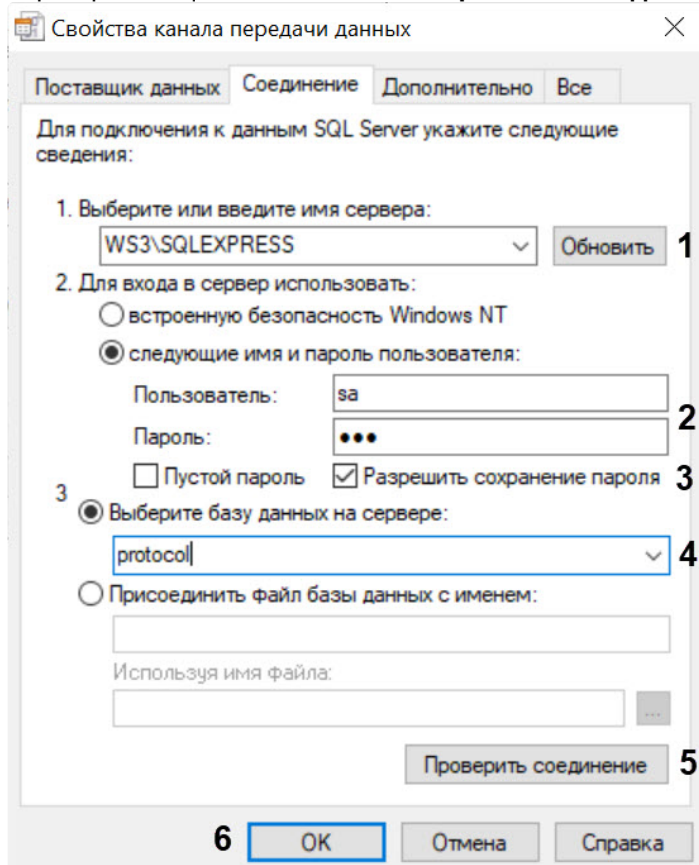 Свойства канала передачи данных
Поставщик данных Соединение Дополнительно Все
Для подключения к данным SQL Server укажите следующие
сведения:
1. Выберите или введите имя сервера:
WS3\SQLEXPRESS Обновить 1
2. Для входа в сервер использовать:
встроенную безопасность Windows NT
следующие имя и пароль пользователя:
Пользователь: sa
2
Пароль: •••
Пустой пароль Разрешить сохранение пароля 3
3
Выберите базу данных на сервере:
protocol 4
Присоединить файл базы данных с именем:
Используя имя файла:
...
Проверить соединение 5
6 OK Отмена Справка